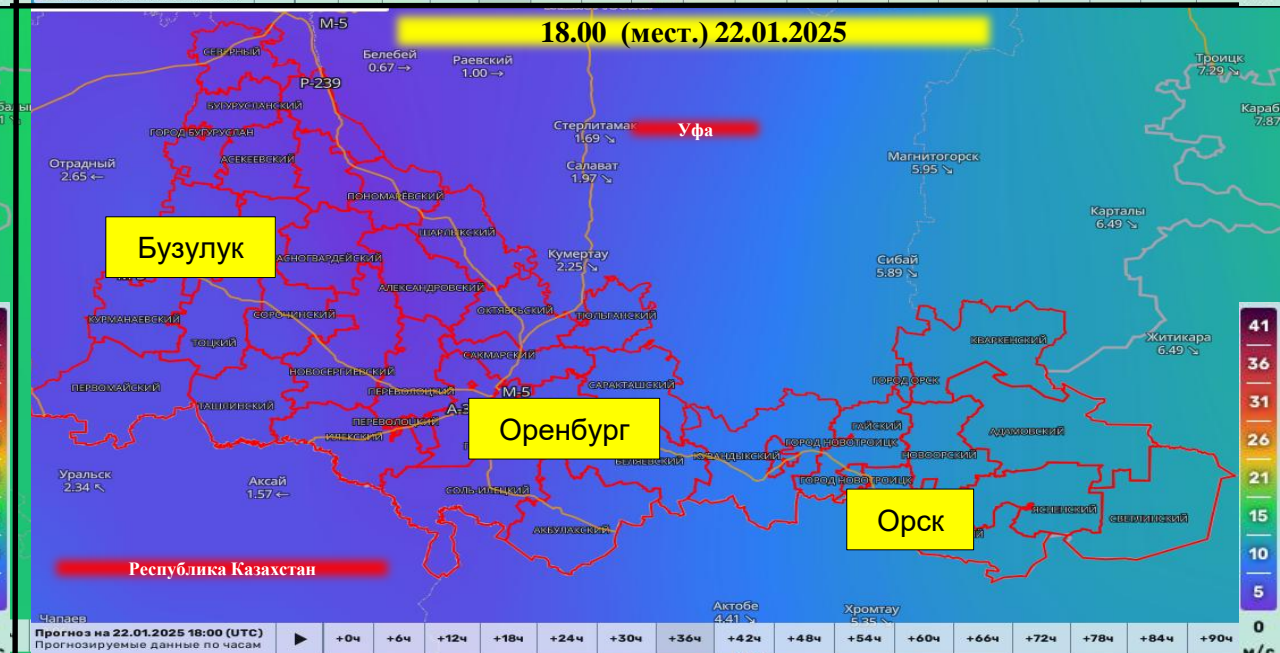 18.00 (мест.) 22.01.2025
М-5
СЕВЕРНЫЙ
Белебей
0.67 →
Раевский
1.00 →
Троицк
7.29 ↘
Р-239
БУГУРУСЛАНСКИЙ
7.87
ГОРОД БУГУРУСЛАН
Стерлитамак
1.69 ↘
Уфа
АСЕКЕЕВСКИЙ
Отрадный
2.65 ←
Салават
1.97 ↘
Магнитогорск
5.95 ↘
ПОНОМАРЁВСКИЙ
Карталы
6.49 ↘
ШАРЛЫКСКИЙ
Бузулук
Кумертау
2.25 ↘
Сибай
5.89 ↘
АЛЕКСАНДРОВСКИЙ
ОКТЯБРЬСКИЙ
ТЮЛЬГАНСКИЙ
КУРМАНАЕВСКИЙ
СОРОЧИНСКИЙ
ТОЦКИЙ
КВАРКЕНСКИЙ
Житикара
6.49 ↘
САКМАРСКИЙ
НОВОСЕРГИЕВСКИЙ
ПЕРВОМАЙСКИЙ
ПЕРЕВОЛОЦКИЙ
М-5
САРАКТАШСКИЙ
ГОРОД ОРСК
ТАШЛИНСКИЙ
ПЕРЕВОЛОЦКИЙ
ИЛЕКСКИЙ
Оренбург
ГАЙСКИЙ
АДАМОВСКИЙ
ГОРОД НОВОТРОИЦК
НОВООРСКИЙ
БЕЛЯЕВСКИЙ
КУВАНДЫКСКИЙ
Уральск
2.34 ↖
Аксай
1.57 ←
ГОРОД НОВОТРОИЦК
СОЛЬ-ИЛЕЦКИЙ
Орск
ЯСНЕНСКИЙ
СВЕТЛИНСКИЙ
АКБУЛАКСКИЙ
Республика Казахстан
Чапаев
Актобе
4.41 ↘
Хромтау
5.35 ↘
41
36
31
26
21
15
10
5
0
м/с
Прогноз на 22.01.2025 18:00 (UTC)
Прогнозируемые данные по часам
+0ч +6ч +12ч +18ч +24ч +30ч +36ч +42ч +48ч +54ч +60ч +66ч +72ч +78ч +84ч +90ч